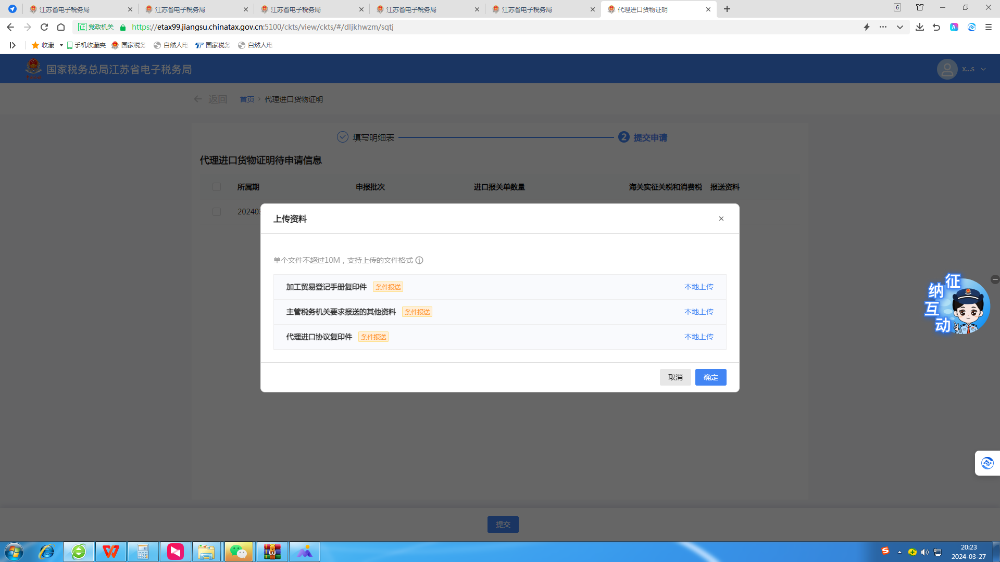 江苏省电子税务局
江苏省电子税务局
江苏省电子税务局
江苏省电子税务局
江苏省电子税务局
代理进口货物证明
6
证 党政机关 https://etax99.jiangsu.chinatax.gov.cn:5100/ckts/view/ckts/#/dljkhwzm/sqtj
AI
收藏 手机收藏夹 国家税务 自然人电 国家税务 自然人电
国家税务总局江苏省电子税务局
x...s
返回 首页 › 代理进口货物证明
填写明细表 2 提交申请
代理进口货物证明待申请信息
所属期 申报批次 进口报关单数量 海关实征关税和消费税 报送资料
20240
上传资料
单个文件不超过10M，支持上传的文件格式
加工贸易登记手册复印件 条件报送 本地上传
主管税务机关要求报送的其他资料 条件报送 本地上传
代理进口协议复印件 条件报送 本地上传
取消 确定
征
纳
互
动
提交
20:23
2024-03-27